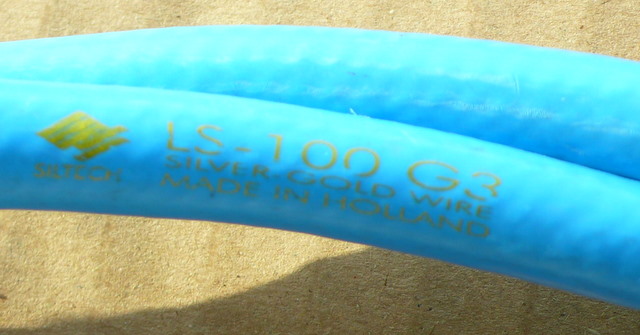 SILTECH
LS-100 G3
SILVER-GOLD WIRE
MADE IN HOLLAND